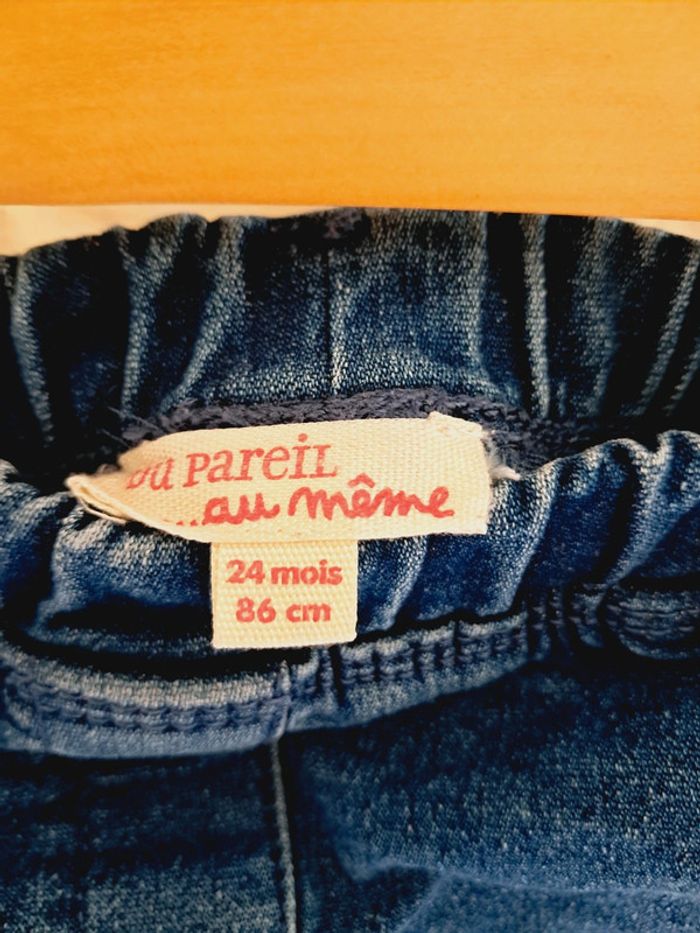 Du Pareil
...au même
24 mois
86 cm